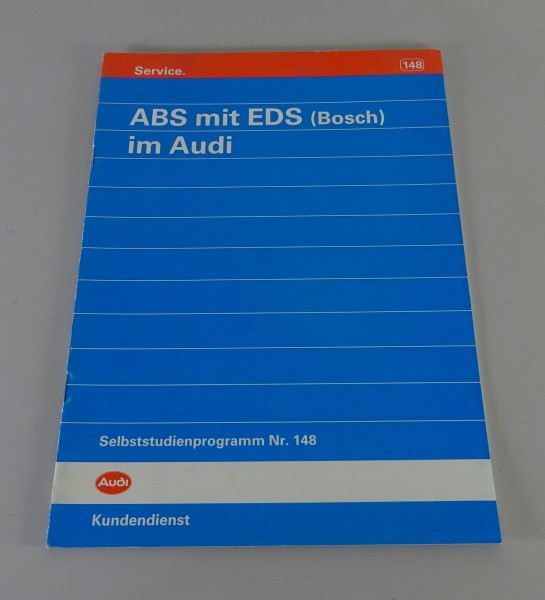 Service.
148
ABS mit EDS (Bosch)
im Audi
Selbststudienprogramm Nr. 148
Audi
Kundendienst